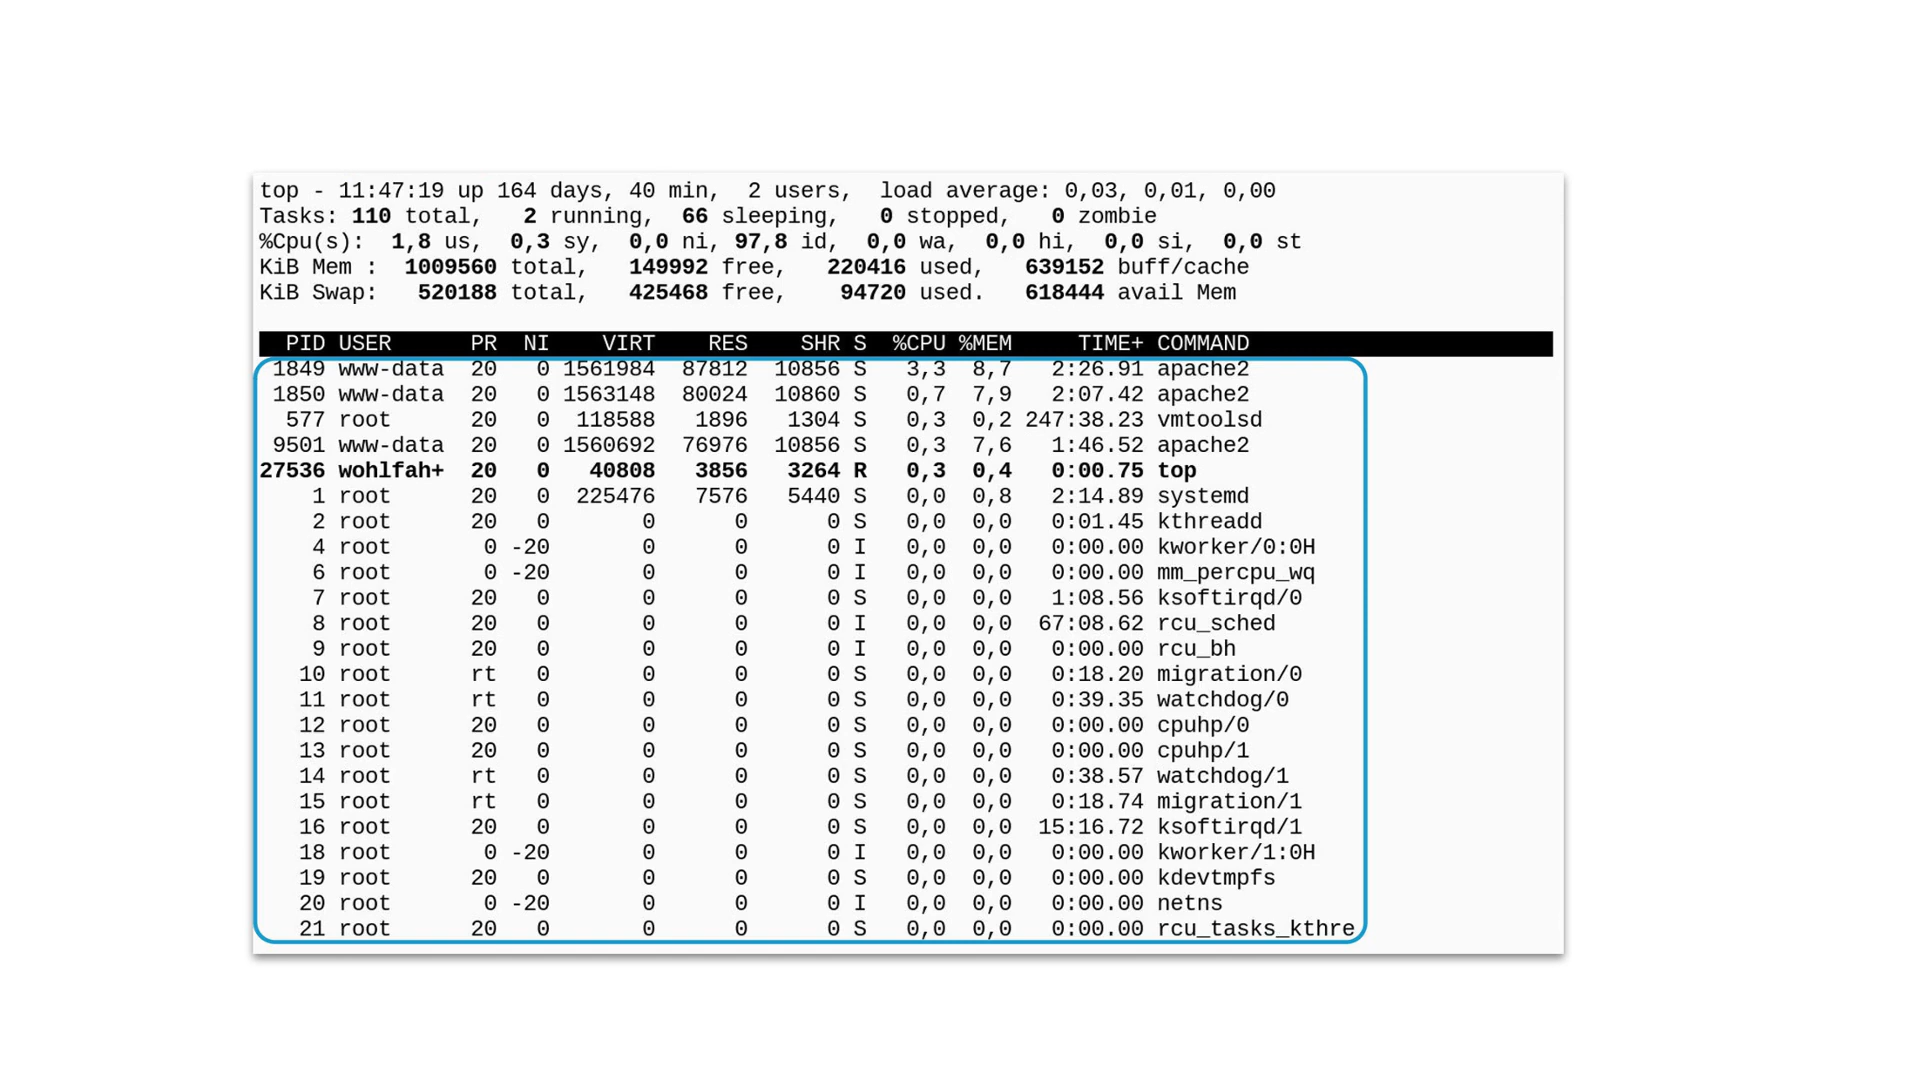 top - 11:47:19 up 164 days, 40 min,  2 users,  load average: 0,03, 0,01, 0,00
Tasks: 110 total,   2 running,  66 sleeping,   0 stopped,   0 zombie
%Cpu(s):  1,8 us,  0,3 sy,  0,0 ni, 97,8 id,  0,0 wa,  0,0 hi,  0,0 si,  0,0 st
KiB Mem :  1009560 total,   149992 free,   220416 used,   639152 buff/cache
KiB Swap:   520188 total,   425468 free,    94720 used.   618444 avail Mem
  PID USER      PR  NI    VIRT    RES    SHR S  %CPU %MEM     TIME+ COMMAND
 1849 www-data  20   0 1561984  87812  10856 S   3,3  8,7   2:26.91 apache2
 1850 www-data  20   0 1563148  80024  10860 S   0,7  7,9   2:07.42 apache2
  577 root      20   0  118588   1896   1304 S   0,3  0,2 247:38.23 vmtoolsd
 9501 www-data  20   0 1560692  76976  10856 S   0,3  7,6   1:46.52 apache2
27536 wohlfah+  20   0   40808   3856   3264 R   0,3  0,4   0:00.75 top
    1 root      20   0  225476   7576   5440 S   0,0  0,8   2:14.89 systemd
    2 root      20   0       0      0      0 S   0,0  0,0   0:01.45 kthreadd
    4 root       0 -20       0      0      0 I   0,0  0,0   0:00.00 kworker/0:0H
    6 root       0 -20       0      0      0 I   0,0  0,0   0:00.00 mm_percpu_wq
    7 root      20   0       0      0      0 S   0,0  0,0   1:08.56 ksoftirqd/0
    8 root      20   0       0      0      0 I   0,0  0,0  67:08.62 rcu_sched
    9 root      20   0       0      0      0 I   0,0  0,0   0:00.00 rcu_bh
   10 root      rt   0       0      0      0 S   0,0  0,0   0:18.20 migration/0
   11 root      rt   0       0      0      0 S   0,0  0,0   0:39.35 watchdog/0
   12 root      20   0       0      0      0 S   0,0  0,0   0:00.00 cpuhp/0
   13 root      20   0       0      0      0 S   0,0  0,0   0:00.00 cpuhp/1
   14 root      rt   0       0      0      0 S   0,0  0,0   0:38.57 watchdog/1
   15 root      rt   0       0      0      0 S   0,0  0,0   0:18.74 migration/1
   16 root      20   0       0      0      0 S   0,0  0,0  15:16.72 ksoftirqd/1
   18 root       0 -20       0      0      0 I   0,0  0,0   0:00.00 kworker/1:0H
   19 root      20   0       0      0      0 S   0,0  0,0   0:00.00 kdevtmpfs
   20 root       0 -20       0      0      0 I   0,0  0,0   0:00.00 netns
   21 root      20   0       0      0      0 S   0,0  0,0   0:00.00 rcu_tasks_kthre